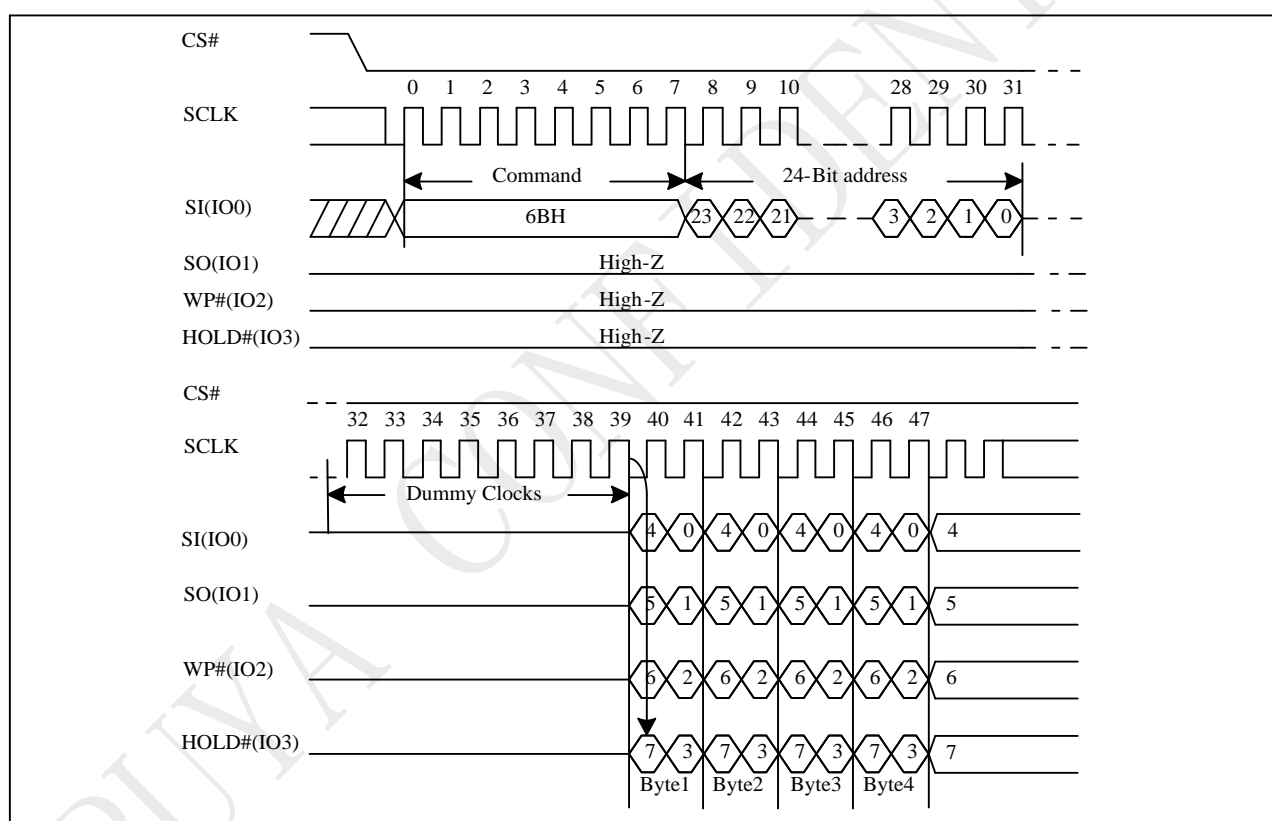 CS#
0 1 2 3 4 5 6 7 8 9 10 28 29 30 31
SCLK
Command 24-Bit address
SI(IO0) 6BH 23 22 21 3 2 1 0
SO(IO1) High-Z
WP#(IO2) High-Z
HOLD#(IO3) High-Z
CS#
32 33 34 35 36 37 38 39 40 41 42 43 44 45 46 47
SCLK
Dummy Clocks
SI(IO0) 4 0 4 0 4 0 4 0 4
SO(IO1) 5 1 5 1 5 1 5 1 5
WP#(IO2) 6 2 6 2 6 2 6 2 6
HOLD#(IO3) 7 3 7 3 7 3 7 3 7
Byte1 Byte2 Byte3 Byte4